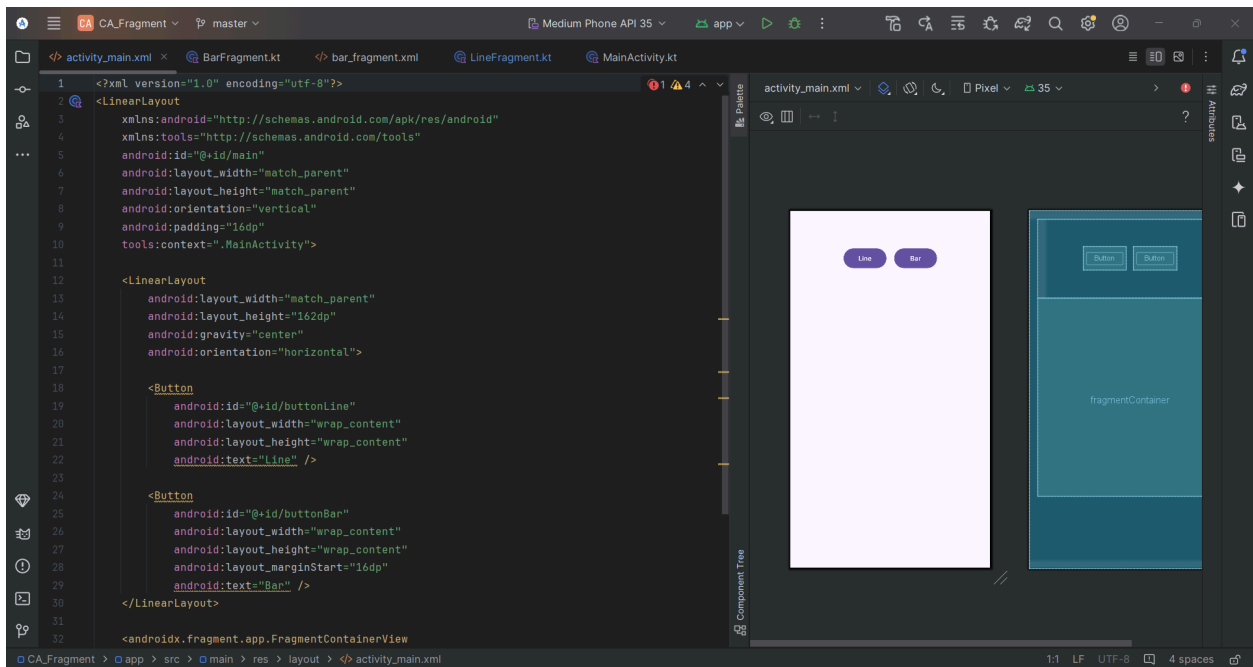 CA CA_Fragment master Medium Phone API 35 app
activity_main.xml BarFragment.kt bar_fragment.xml LineFragment.kt MainActivity.kt
1 <?xml version="1.0" encoding="utf-8"?> 1 4
2 <LinearLayout
3 xmlns:android="http://schemas.android.com/apk/res/android"
4 xmlns:tools="http://schemas.android.com/tools"
5 android:id="@+id/main"
6 android:layout_width="match_parent"
7 android:layout_height="match_parent"
8 android:orientation="vertical"
9 android:padding="16dp"
10 tools:context=".MainActivity">
11
12 <LinearLayout
13 android:layout_width="match_parent"
14 android:layout_height="162dp"
15 android:gravity="center"
16 android:orientation="horizontal">
17
18 <Button
19 android:id="@+id/buttonLine"
20 android:layout_width="wrap_content"
21 android:layout_height="wrap_content"
22 android:text="Line" />
23
24 <Button
25 android:id="@+id/buttonBar"
26 android:layout_width="wrap_content"
27 android:layout_height="wrap_content"
28 android:layout_marginStart="16dp"
29 android:text="Bar" />
30 </LinearLayout>
31
32 <androidx.fragment.app.FragmentContainerView
Palette
Component Tree
activity_main.xml Pixel 35
?
Attributes
Line Bar
Button Button
fragmentContainer
CA_Fragment > app > src > main > res > layout > activity_main.xml 1:1 LF UTF-8 4 spaces